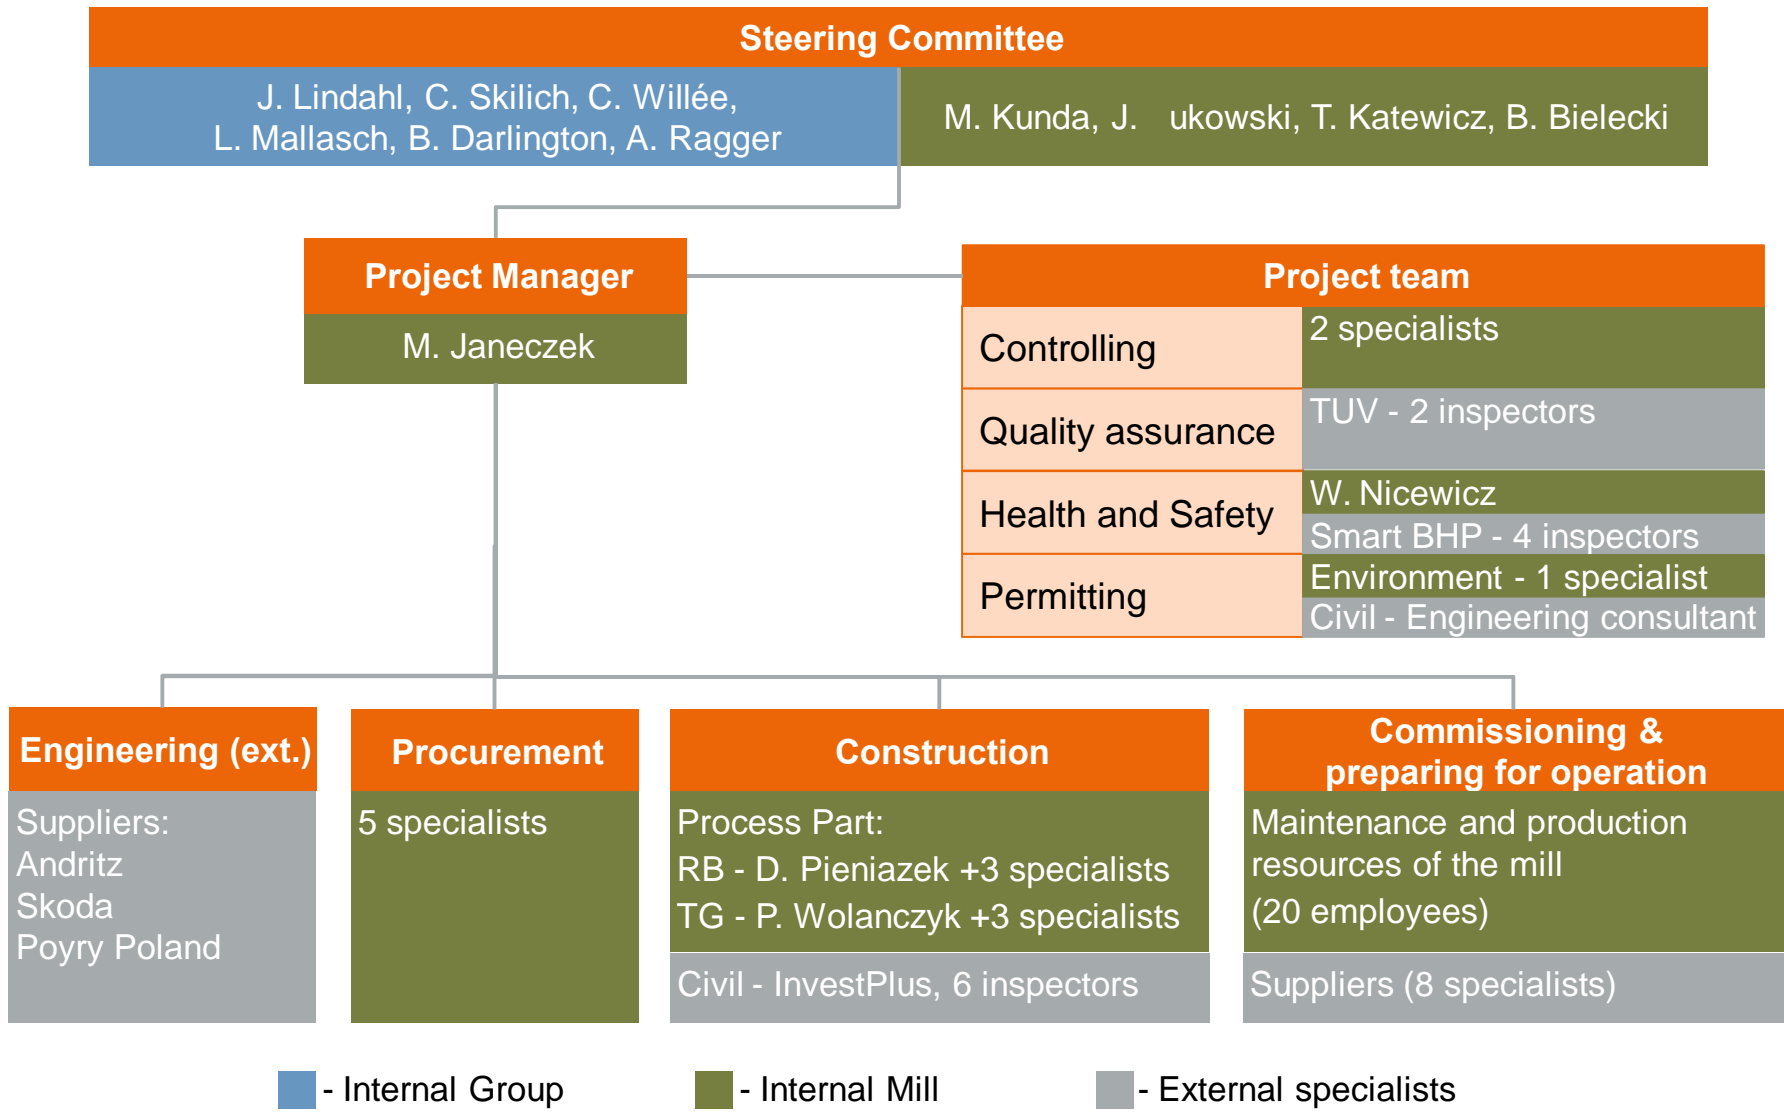 Steering Committee
J. Lindahl, C. Skilich, C. Willée,
L. Mallasch, B. Darlington, A. Ragger
M. Kunda, J. ukowski, T. Katewicz, B. Bielecki
Project Manager
M. Janeczek
Project team
Controlling
2 specialists
Quality assurance
TUV - 2 inspectors
Health and Safety
W. Nicewicz
Smart BHP - 4 inspectors
Permitting
Environment - 1 specialist
Civil - Engineering consultant
Engineering (ext.)
Suppliers:
Andritz
Skoda
Poyry Poland
Procurement
5 specialists
Construction
Process Part:
RB - D. Pieniazek +3 specialists
TG - P. Wolanczyk +3 specialists
Civil - InvestPlus, 6 inspectors
Commissioning &
preparing for operation
Maintenance and production
resources of the mill
(20 employees)
Suppliers (8 specialists)
- Internal Group
- Internal Mill
- External specialists